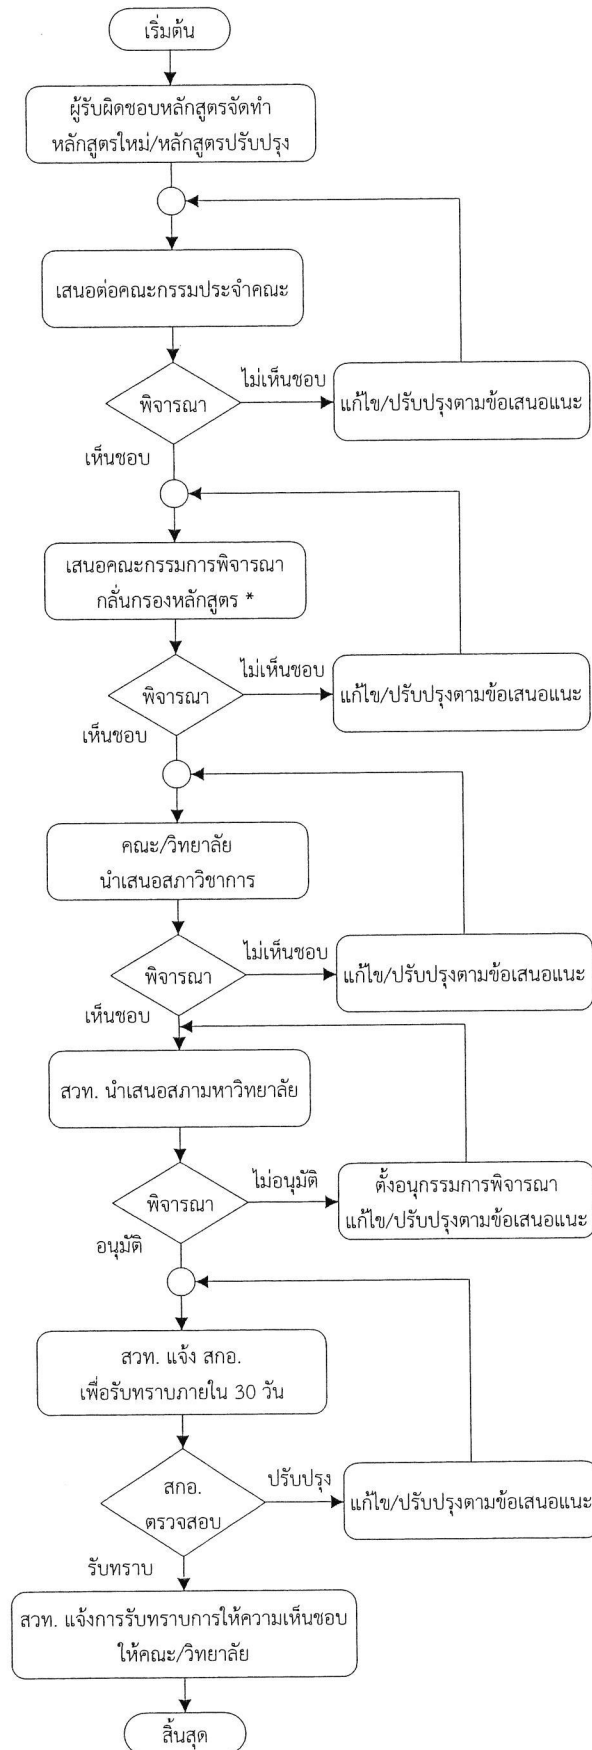 เริ่มต้น
ผู้รับผิดชอบหลักสูตรจัดทำ
หลักสูตรใหม่/หลักสูตรปรับปรุง
เสนอต่อคณะกรรมประจำคณะ
พิจารณา
ไม่เห็นชอบ
แก้ไข/ปรับปรุงตามข้อเสนอแนะ
เห็นชอบ
เสนอคณะกรรมการพิจารณา
กลั่นกรองหลักสูตร *
พิจารณา
ไม่เห็นชอบ
แก้ไข/ปรับปรุงตามข้อเสนอแนะ
เห็นชอบ
คณะ/วิทยาลัย
นำเสนอสภาวิชาการ
พิจารณา
ไม่เห็นชอบ
แก้ไข/ปรับปรุงตามข้อเสนอแนะ
เห็นชอบ
สวท. นำเสนอสภามหาวิทยาลัย
พิจารณา
ไม่อนุมัติ
ตั้งอนุกรรมการพิจารณา
แก้ไข/ปรับปรุงตามข้อเสนอแนะ
อนุมัติ
สวท. แจ้ง สกอ.
เพื่อรับทราบภายใน 30 วัน
สกอ.
ตรวจสอบ
ปรับปรุง
แก้ไข/ปรับปรุงตามข้อเสนอแนะ
รับทราบ
สวท. แจ้งการรับทราบการให้ความเห็นชอบ
ให้คณะ/วิทยาลัย
สิ้นสุด